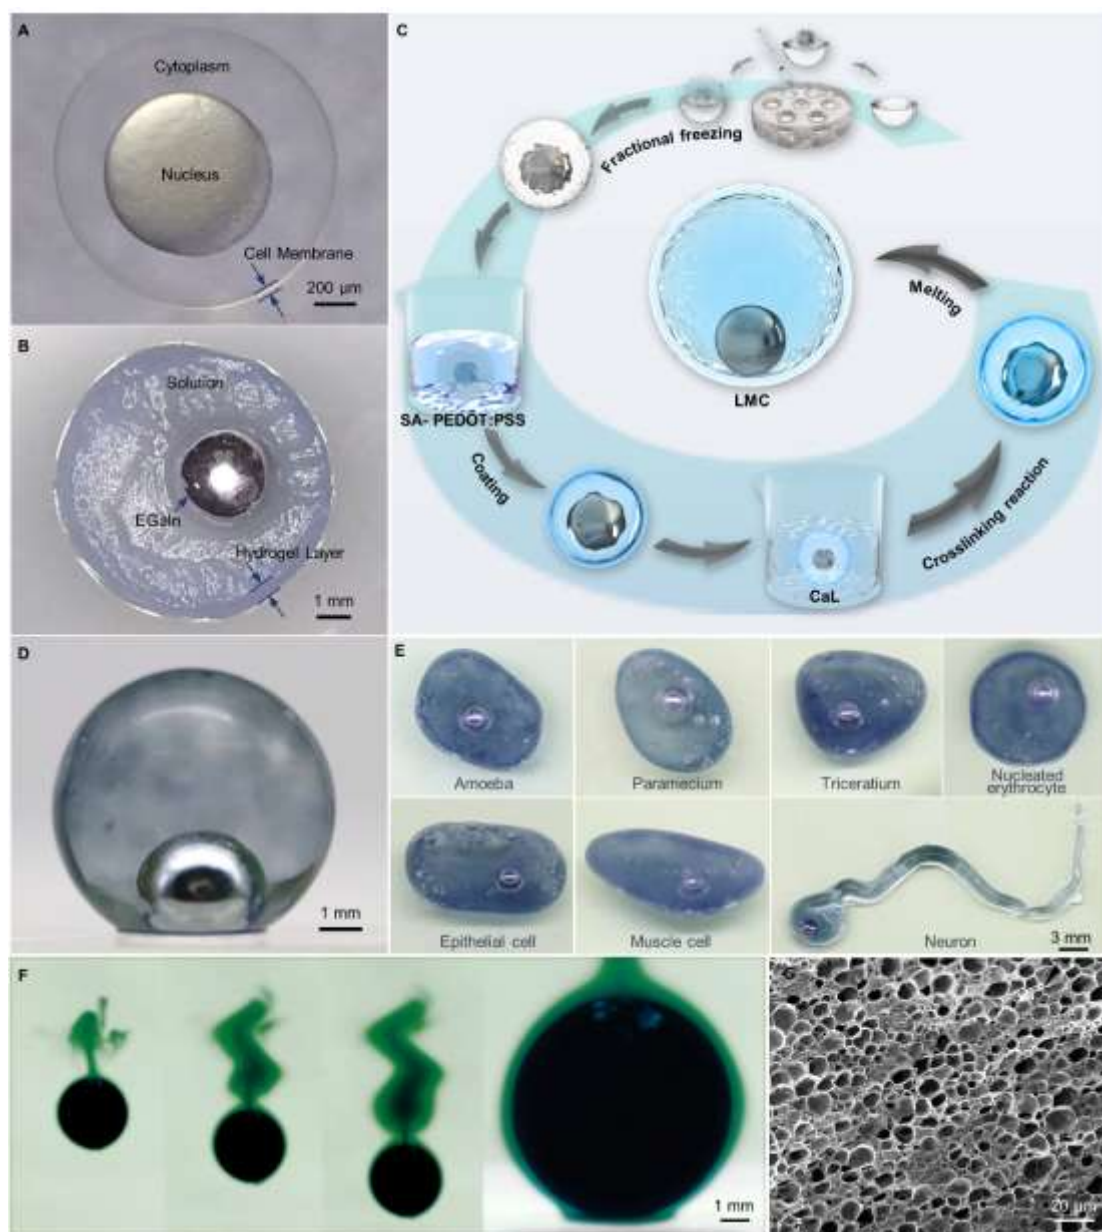 A
Cytoplasm
Nucleus
Cell Membrane
200 μm
B
Solution
EGaIn
Hydrogel Layer
1 mm
C
Fractional freezing
SA- PEDOT:PSS
Coating
CaL
Crosslinking reaction
Melting
LMC
D
1 mm
E
Amoeba
Paramecium
Triceratium
Nucleated
erythrocyte
Epithelial cell
Muscle cell
Neuron
3 mm
F
1 mm
G
20 μm